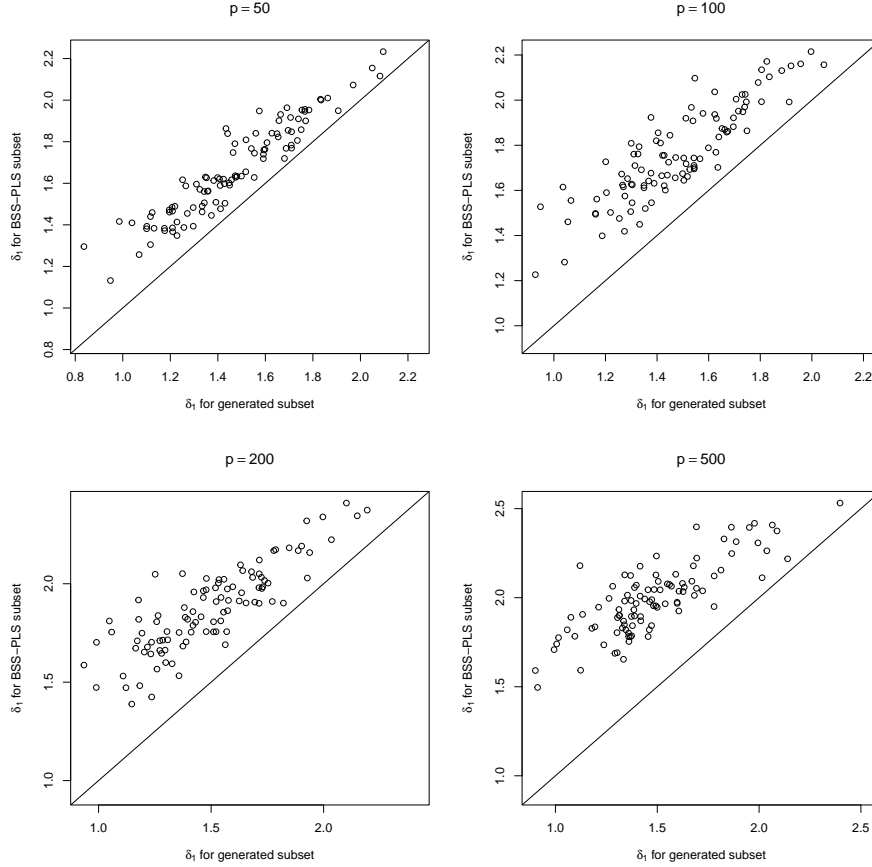 p = 50
δ1 for BSS−PLS subset
0.8 1.0 1.2 1.4 1.6 1.8 2.0 2.2
0.8 1.0 1.2 1.4 1.6 1.8 2.0 2.2
δ1 for generated subset
p = 100
δ1 for BSS−PLS subset
1.0 1.2 1.4 1.6 1.8 2.0 2.2
1.0 1.2 1.4 1.6 1.8 2.0 2.2
δ1 for generated subset
p = 200
δ1 for BSS−PLS subset
1.0 1.5 2.0
1.0 1.5 2.0
δ1 for generated subset
p = 500
δ1 for BSS−PLS subset
1.0 1.5 2.0 2.5
1.0 1.5 2.0 2.5
δ1 for generated subset